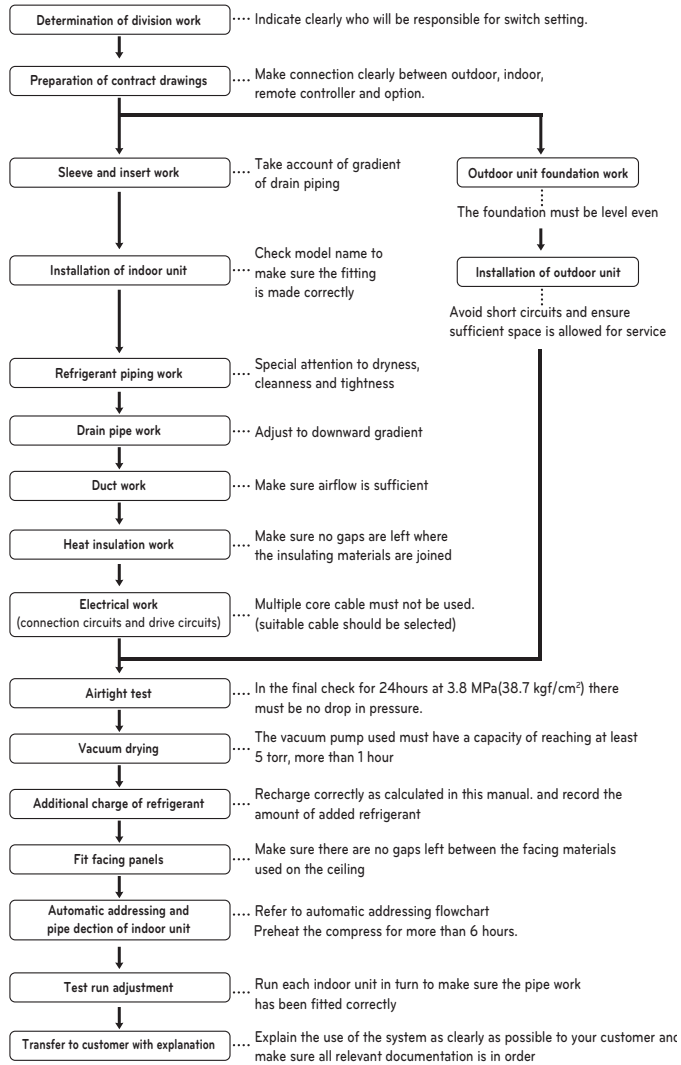 Determination of division work
Indicate clearly who will be responsible for switch setting.
Preparation of contract drawings
Make connection clearly between outdoor, indoor,
remote controller and option.
Sleeve and insert work
Take account of gradient
of drain piping
Outdoor unit foundation work
The foundation must be level even
Installation of indoor unit
Check model name to
make sure the fitting
is made correctly
Installation of outdoor unit
Avoid short circuits and ensure
sufficient space is allowed for service
Refrigerant piping work
Special attention to dryness,
cleanness and tightness
Drain pipe work
Adjust to downward gradient
Duct work
Make sure airflow is sufficient
Heat insulation work
Make sure no gaps are left where
the insulating materials are joined
Electrical work
(connection circuits and drive circuits)
Multiple core cable must not be used.
(suitable cable should be selected)
Airtight test
In the final check for 24hours at 3.8 MPa(38.7 kgf/cm²) there
must be no drop in pressure.
Vacuum drying
The vacuum pump used must have a capacity of reaching at least
5 torr, more than 1 hour
Additional charge of refrigerant
Recharge correctly as calculated in this manual. and record the
amount of added refrigerant
Fit facing panels
Make sure there are no gaps left between the facing materials
used on the ceiling
Automatic addressing and
pipe dection of indoor unit
Refer to automatic addressing flowchart
Preheat the compress for more than 6 hours.
Test run adjustment
Run each indoor unit in turn to make sure the pipe work
has been fitted correctly
Transfer to customer with explanation
Explain the use of the system as clearly as possible to your customer and
make sure all relevant documentation is in order